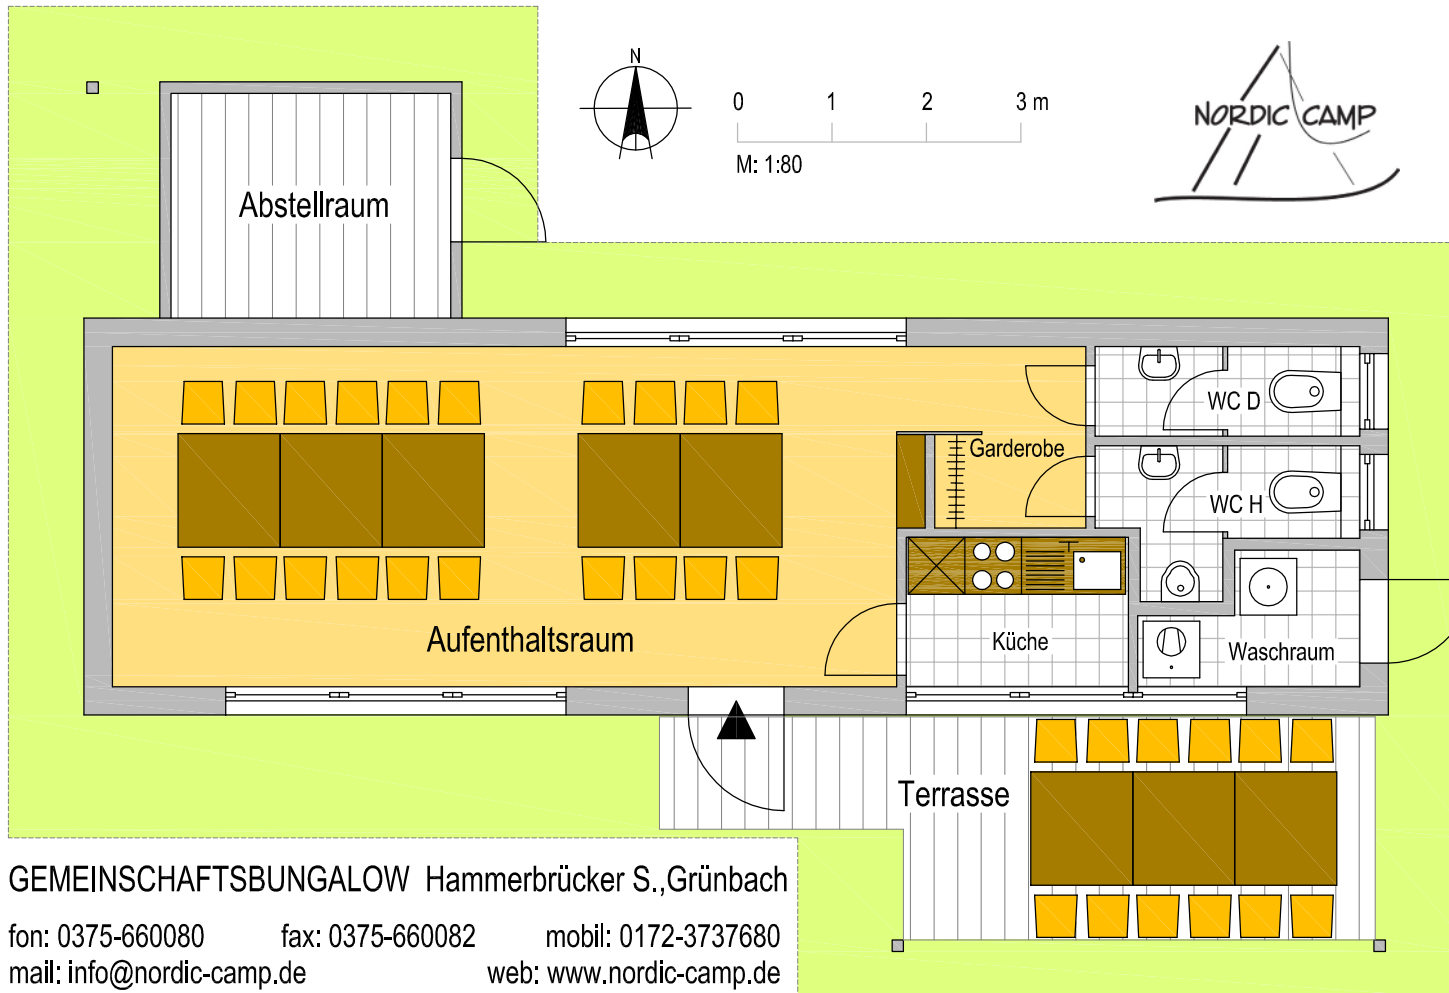 N
0 1 2 3 m
M: 1:80
NORDIC CAMP
Abstellraum
WC D
Garderobe
WC H
Aufenthaltsraum
Küche
Waschraum
Terrasse
GEMEINSCHAFTSBUNGALOW Hammerbrücker S.,Grünbach
fon: 0375-660080 fax: 0375-660082 mobil: 0172-3737680
mail: info@nordic-camp.de web: www.nordic-camp.de